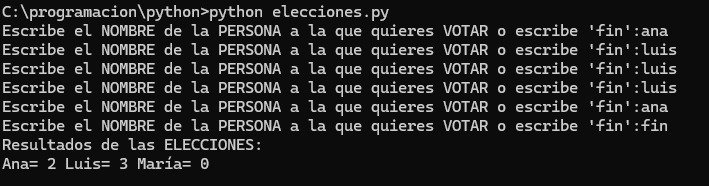 C:\programacion\python>python elecciones.py
Escribe el NOMBRE de la PERSONA a la que quieres VOTAR o escribe 'fin':ana
Escribe el NOMBRE de la PERSONA a la que quieres VOTAR o escribe 'fin':luis
Escribe el NOMBRE de la PERSONA a la que quieres VOTAR o escribe 'fin':luis
Escribe el NOMBRE de la PERSONA a la que quieres VOTAR o escribe 'fin':luis
Escribe el NOMBRE de la PERSONA a la que quieres VOTAR o escribe 'fin':ana
Escribe el NOMBRE de la PERSONA a la que quieres VOTAR o escribe 'fin':fin
Resultados de las ELECCIONES:
Ana= 2 Luis= 3 María= 0